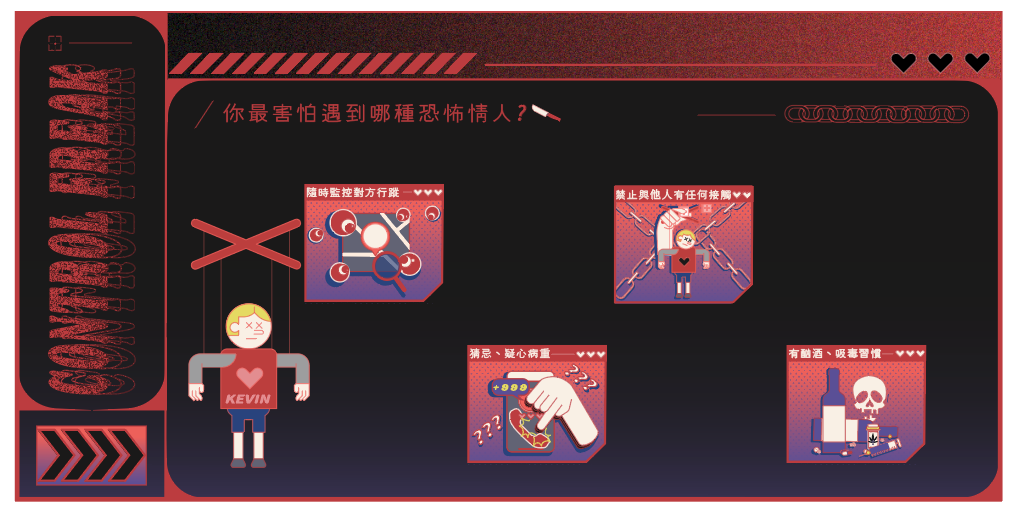 CONTROL FREAK
你最害怕遇到哪種恐怖情人?
隨時監控對方行蹤
禁止與他人有任何接觸
KEVIN
猜忌、疑心病重
+999
???
???
有酗酒、吸毒習慣